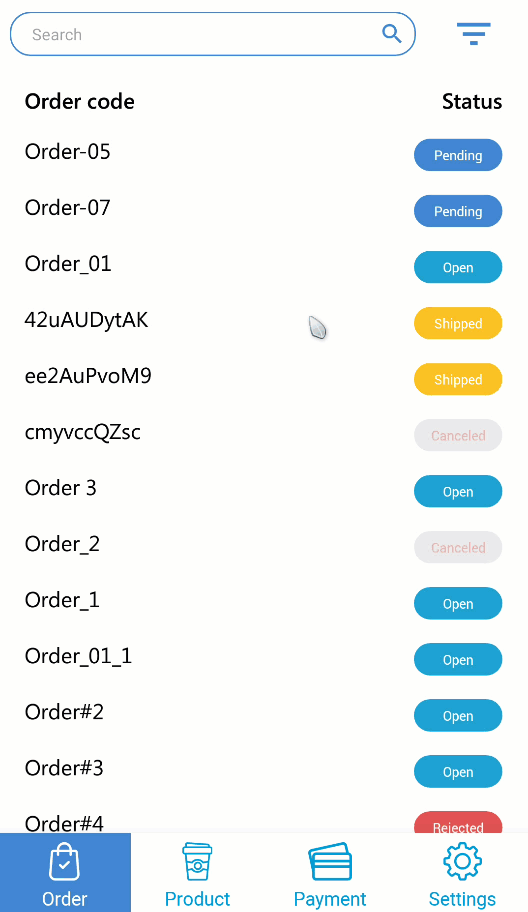 Search
Order code Status
Order-05 Pending
Order-07 Pending
Order_01 Open
42uAUDytAK Shipped
ee2AuPvoM9 Shipped
cmyvccQZsc Canceled
Order 3 Open
Order_2 Canceled
Order_1 Open
Order_01_1 Open
Order#2 Open
Order#3 Open
Order#4 Rejected
Order Product Payment Settings